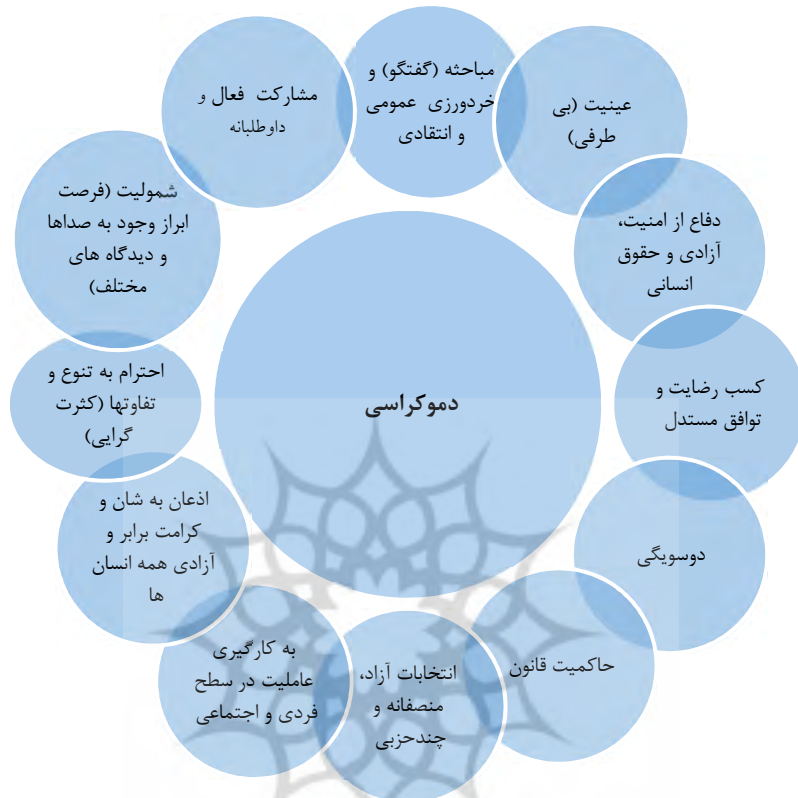 مباحثه (گفتگو) و
خردورزی عمومی
و انتقادی
عینیت (بی
طرفی)
دفاع از امنیت،
آزادی و حقوق
انسانی
کسب رضایت و
توافق مستدل
دوسویگی
حاکمیت قانون
انتخابات آزاد،
منصفانه و
چندحزبی
به کارگیری
عاملیت در سطح
فردی و اجتماعی
اذعان به شان و
کرامت برابر و
آزادی همه انسان
ها
احترام به تنوع و
تفاوتها (کثرت
گرایی)
شمولیت (فرصت
ابراز وجود به صداها
و دیدگاه های
مختلف)
مشارکت فعال و
داوطلبانه
دموکراسی